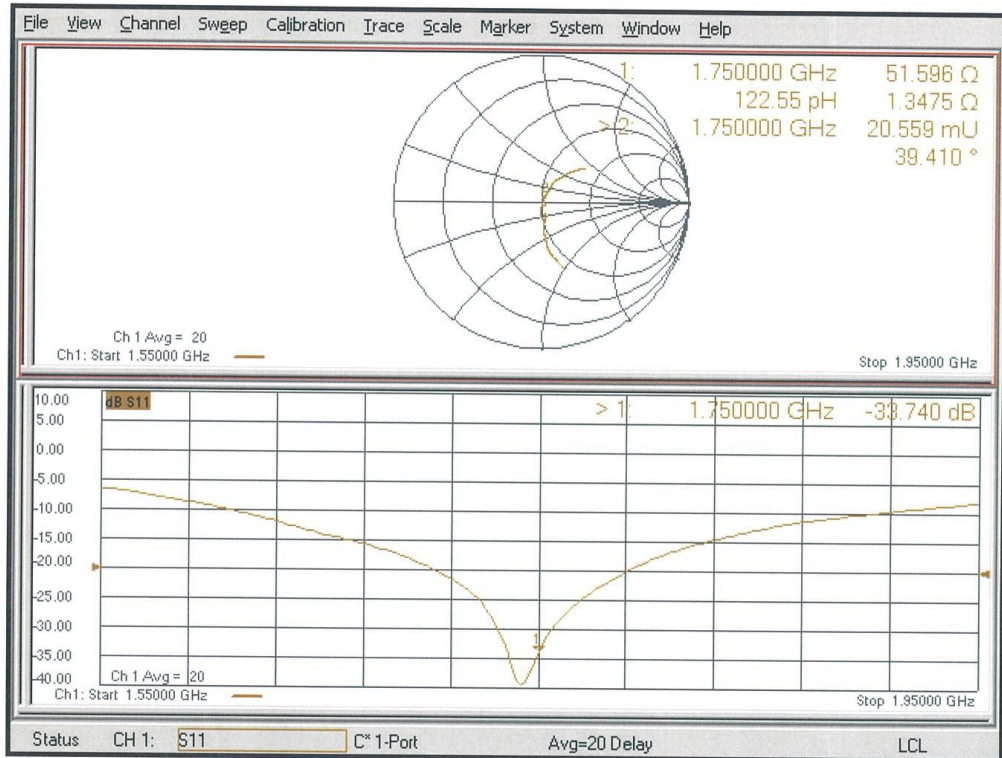 File View Channel Sweep Calibration Trace Scale Marker System Window Help
1: 1.750000 GHz 51.596 Ω
122.55 pH 1.3475 Ω
> 2: 1.750000 GHz 20.559 mU
39.410 °
Ch 1 Avg = 20
Ch1: Start 1.55000 GHz
Stop 1.95000 GHz
dB S11
> 1: 1.750000 GHz -33.740 dB
10.00
5.00
0.00
-5.00
-10.00
-15.00
-20.00
-25.00
-30.00
-35.00
-40.00
1
Ch 1 Avg = 20
Ch1: Start 1.55000 GHz
Stop 1.95000 GHz
Status CH 1: S11 C* 1-Port Avg=20 Delay LCL